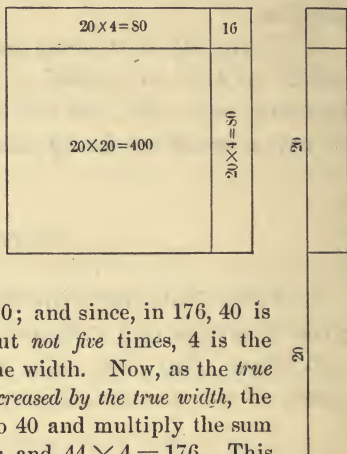 20×4=80
16
20×20=400
20×4=80
20
20
0; and since, in 176, 40 is
ut not five times, 4 is the
ne width. Now, as the true
creased by the true width, the
o 40 and multiply the sum
and 44 × 4 = 176. This